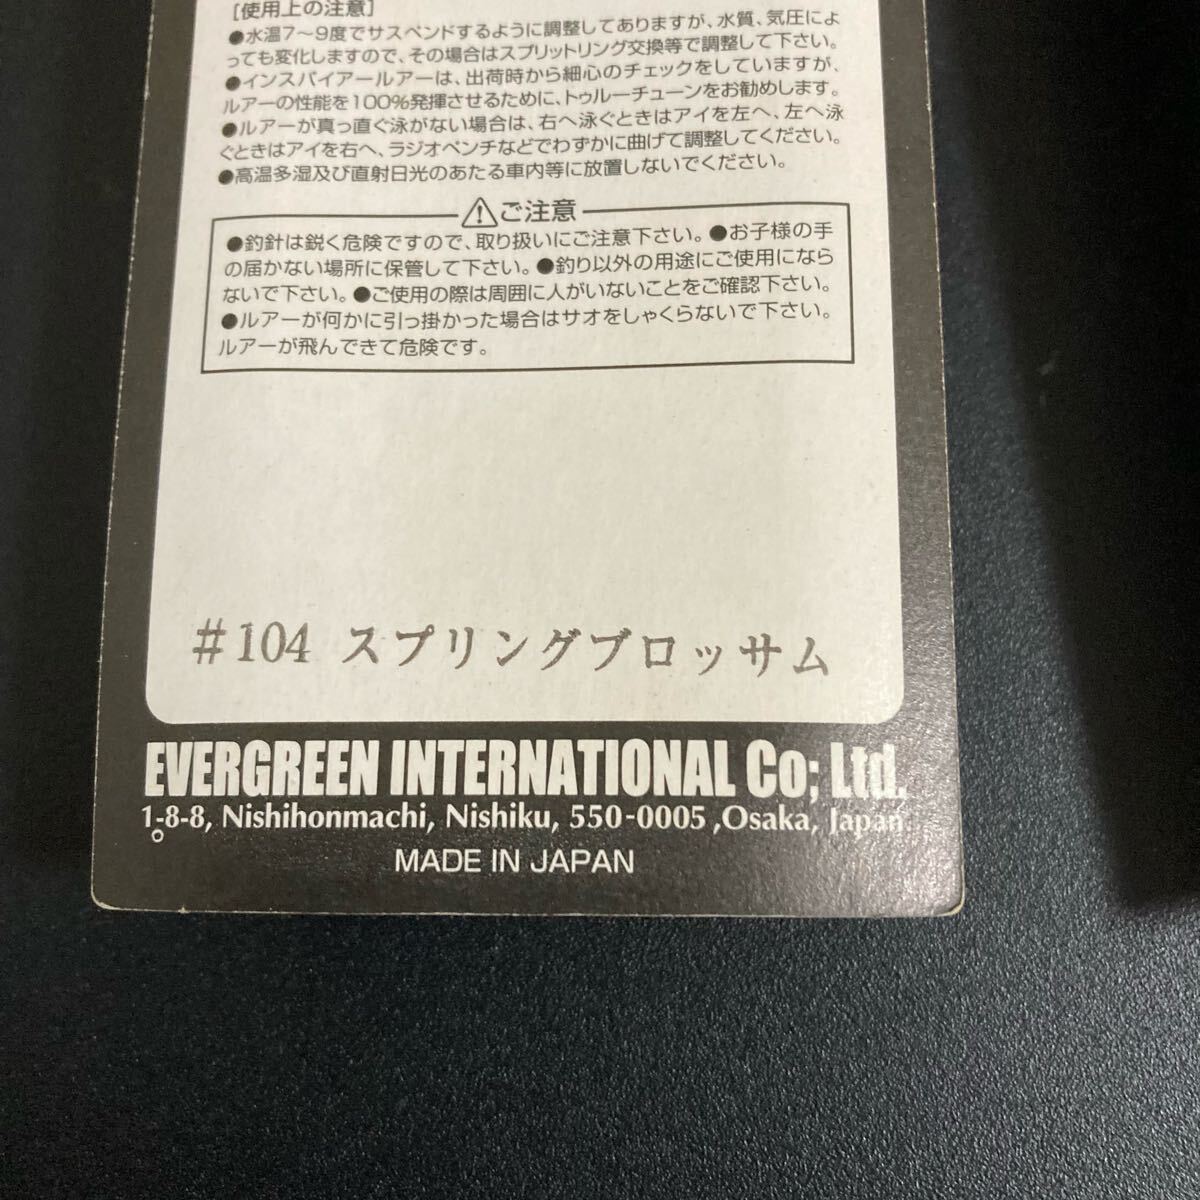 [使用上の注意]
●水温7〜9度でサスペンドするように調整してありますが、水質、気圧によ
っても変化しますので、その場合はスプリットリング交換等で調整して下さい。
●インスパイアールアーは、出荷時から細心のチェックをしていますが、
ルアーの性能を100%発揮させるために、トゥルーチューンをお勧めします。
●ルアーが真っ直ぐ泳がない場合は、右へ泳ぐときはアイを左へ、左へ泳
ぐときはアイを右へ、ラジオペンチなどでわずかに曲げて調整してください。
●高温多湿及び直射日光のあたる車内等に放置しないでください。
⚠ご注意
●釣針は鋭く危険ですので、取り扱いにご注意下さい。●お子様の手
の届かない場所に保管して下さい。●釣り以外の用途にご使用になら
ないで下さい。●ご使用の際は周囲に人がいないことをご確認下さい。
●ルアーが何かに引っ掛かった場合はサオをしゃくらないで下さい。
ルアーが飛んできて危険です。
#104 スプリングブロッサム
EVERGREEN INTERNATIONAL Co; Ltd.
1-8-8, Nishihonmachi, Nishiku, 550-0005 ,Osaka, Japan
MADE IN JAPAN